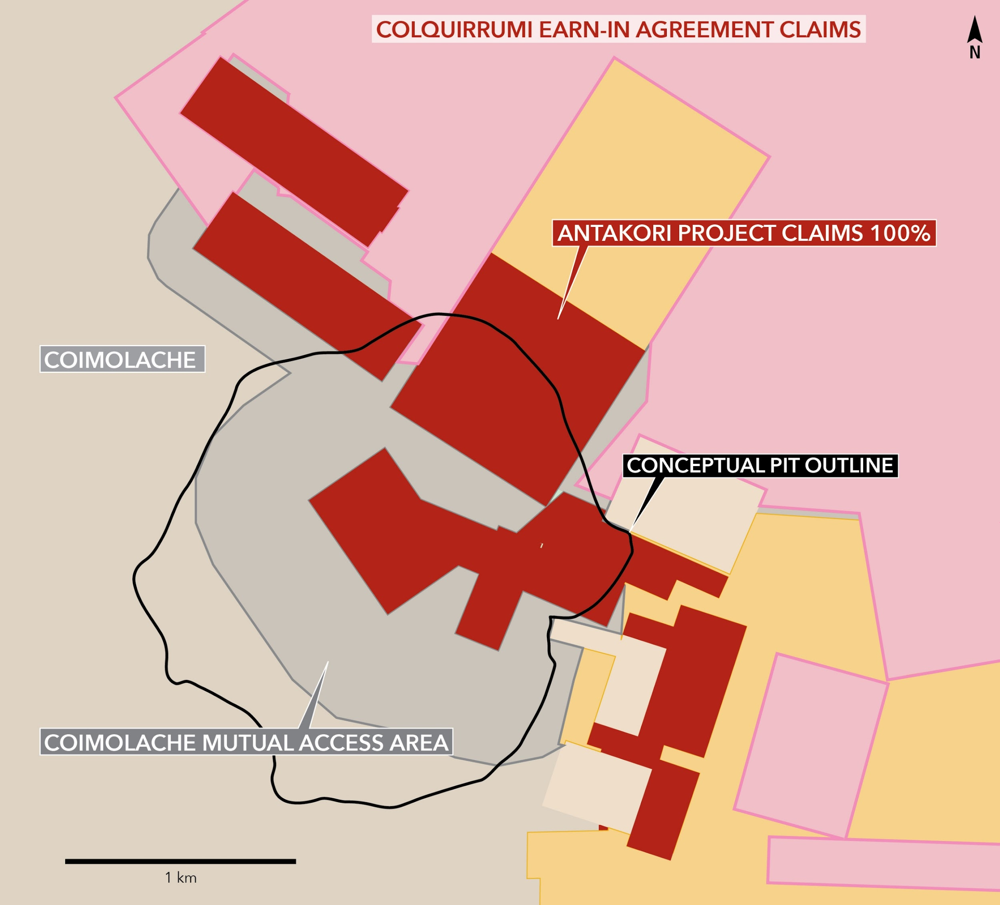 COLQUIRRUMI EARN-IN AGREEMENT CLAIMS
N
ANTAKORI PROJECT CLAIMS 100%
COIMOLACHE
CONCEPTUAL PIT OUTLINE
COIMOLACHE MUTUAL ACCESS AREA
1 km